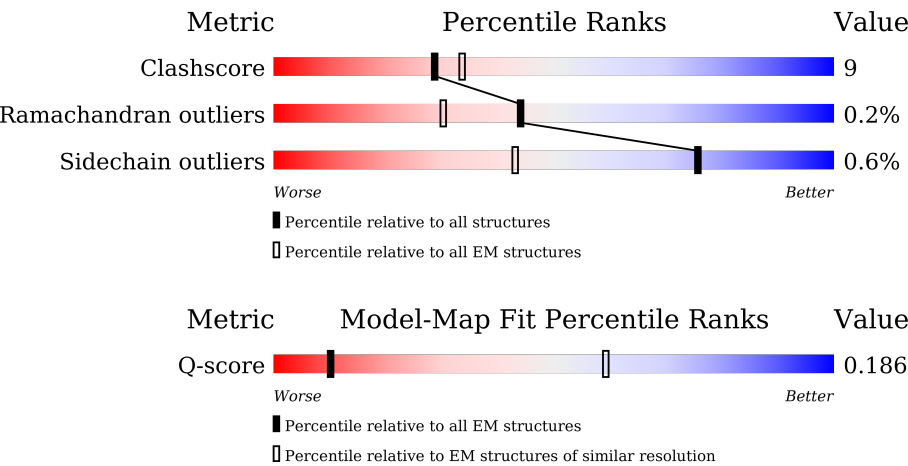 Metric Percentile Ranks Value
Clashscore 9
Ramachandran outliers 0.2%
Sidechain outliers 0.6%
Worse Better
Percentile relative to all structures
Percentile relative to all EM structures
Metric Model-Map Fit Percentile Ranks Value
Q-score 0.186
Worse Better
Percentile relative to all EM structures
Percentile relative to EM structures of similar resolution